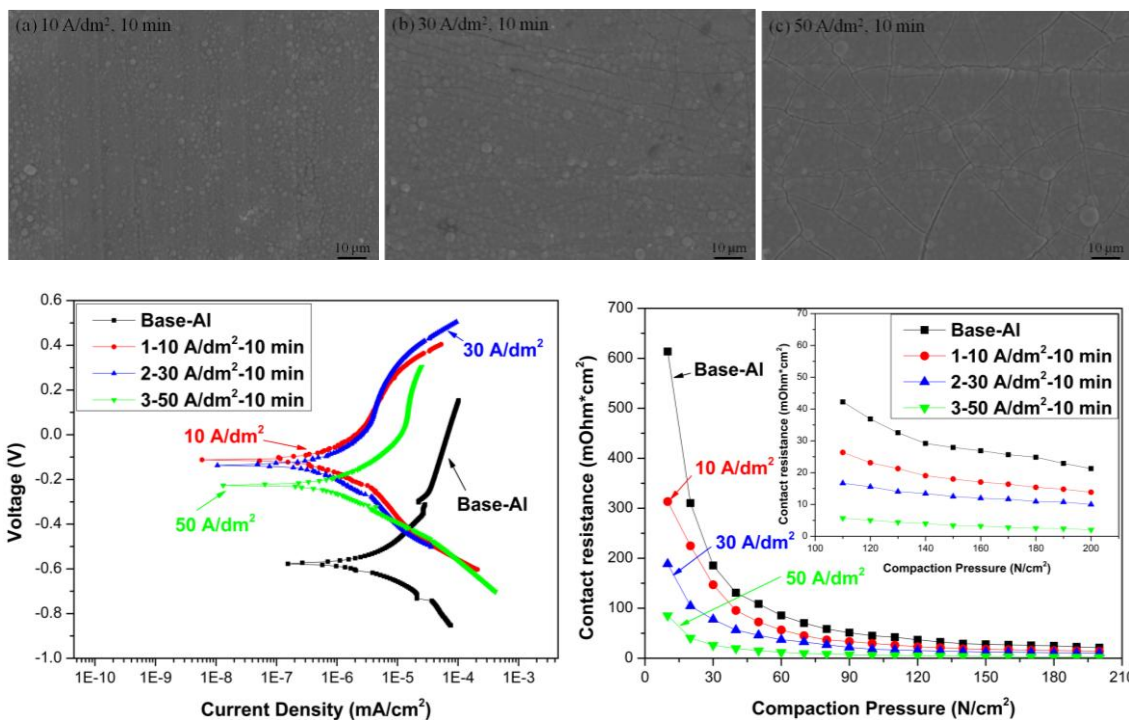 (a) 10 A/dm², 10 min
(b) 30 A/dm², 10 min
(c) 50 A/dm², 10 min
10 μm
10 μm
10 μm
Voltage (V)
0.6
0.4
0.2
0.0
-0.2
-0.4
-0.6
-0.8
-1.0
Base-Al
1-10 A/dm²-10 min
2-30 A/dm²-10 min
3-50 A/dm²-10 min
30 A/dm²
10 A/dm²
Base-Al
50 A/dm²
1E-10 1E-9 1E-8 1E-7 1E-6 1E-5 1E-4 1E-3
Current Density (mA/cm²)
Contact resistance (mOhm*cm²)
700
600
500
400
300
200
100
0
Base-Al
10 A/dm²
30 A/dm²
50 A/dm²
Contact resistance (mOhm*cm²)
70
60
50
40
30
20
10
0
Base-Al
1-10 A/dm²-10 min
2-30 A/dm²-10 min
3-50 A/dm²-10 min
100 120 140 160 180 200
Compaction Pressure (N/cm²)
0 30 60 90 120 150 180 210
Compaction Pressure (N/cm²)